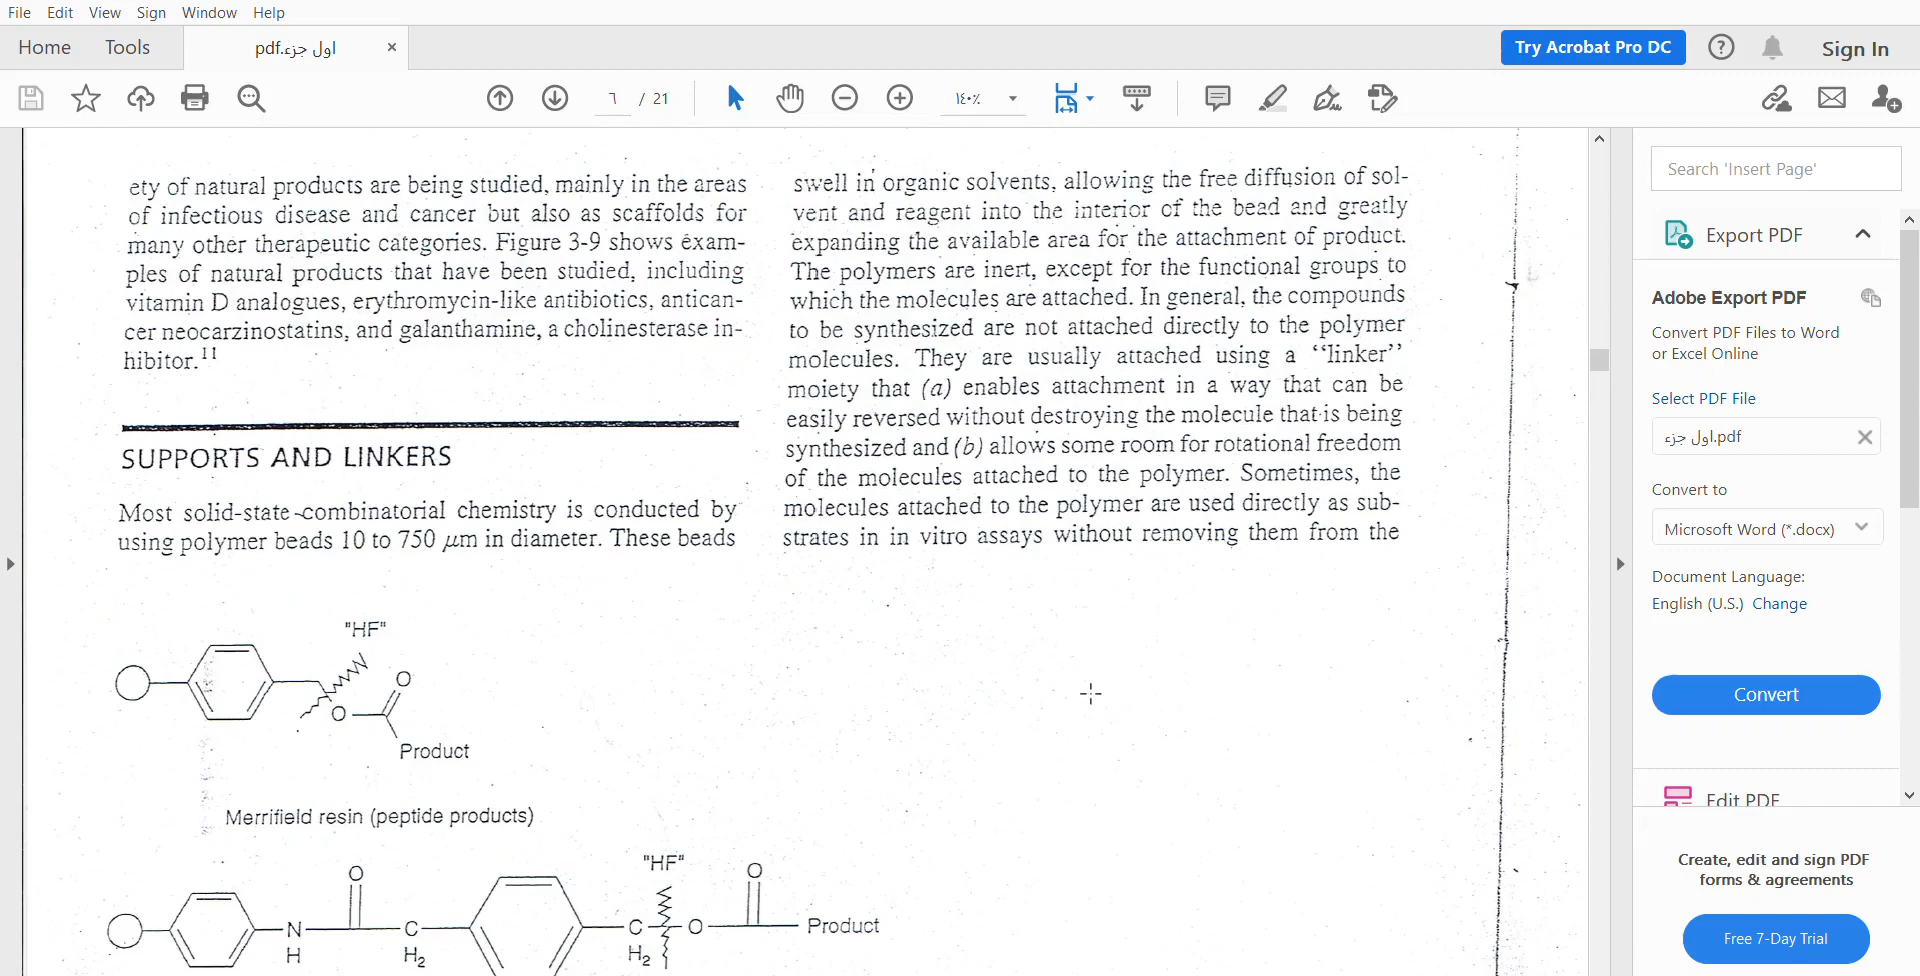 File Edit View Sign Window Help
Home Tools اول جزء.pdf × Try Acrobat Pro DC ? Sign In
٦ / 21 ١٤٠٪
ety of natural products are being studied, mainly in the areas
of infectious disease and cancer but also as scaffolds for
many other therapeutic categories. Figure 3-9 shows exam-
ples of natural products that have been studied, including
vitamin D analogues, erythromycin-like antibiotics, antican-
cer neocarzinostatins, and galanthamine, a cholinesterase in-
hibitor.11
SUPPORTS AND LINKERS
Most solid-state combinatorial chemistry is conducted by
using polymer beads 10 to 750 μm in diameter. These beads
swell in organic solvents, allowing the free diffusion of sol-
vent and reagent into the interior of the bead and greatly
expanding the available area for the attachment of product.
The polymers are inert, except for the functional groups to
which the molecules are attached. In general, the compounds
to be synthesized are not attached directly to the polymer
molecules. They are usually attached using a “linker”
moiety that (a) enables attachment in a way that can be
easily reversed without destroying the molecule that is being
synthesized and (b) allows some room for rotational freedom
of the molecules attached to the polymer. Sometimes, the
molecules attached to the polymer are used directly as sub-
strates in in vitro assays without removing them from the
"HF"
O
O
Product
Merrifield resin (peptide products)
"HF"
O O
N C C O Product
H H2 H2
Search 'Insert Page'
Export PDF
Adobe Export PDF
Convert PDF Files to Word
or Excel Online
Select PDF File
اول جزء.pdf
Convert to
Microsoft Word (*.docx)
Document Language:
English (U.S.) Change
Convert
Edit PDF
Create, edit and sign PDF
forms & agreements
Free 7-Day Trial